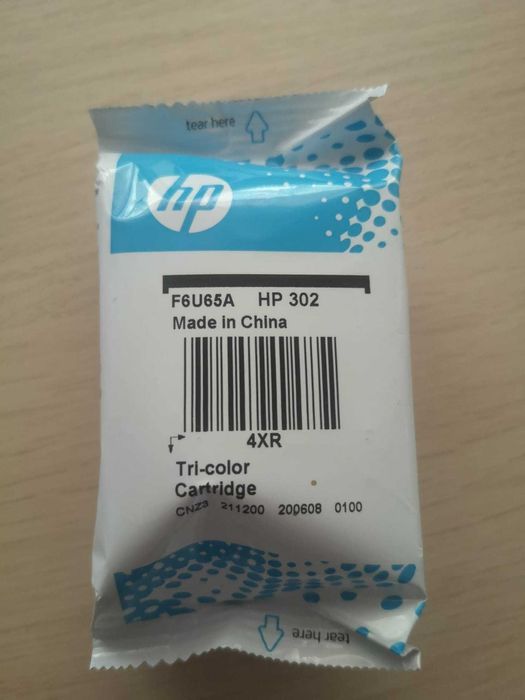 tear here
hp
F6U65A HP 302
Made in China
4XR
Tri-color
Cartridge
CNZ3 211200 200608 0100
tear here